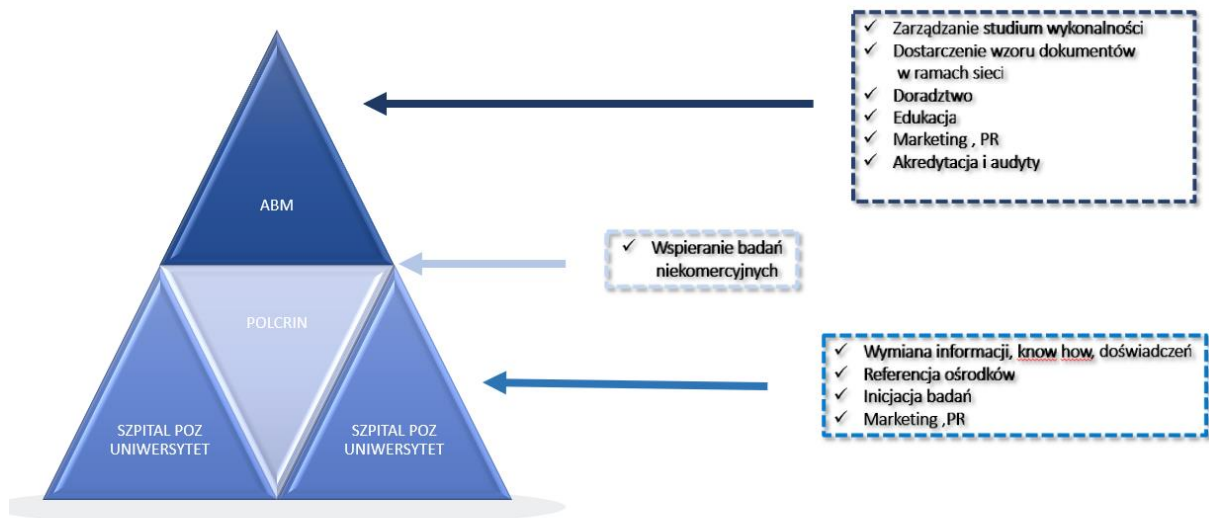 ✓ Zarządzanie studium wykonalności
✓ Dostarczenie wzoru dokumentów
w ramach sieci
✓ Doradztwo
✓ Edukacja
✓ Marketing , PR
✓ Akredytacja i audyty
ABM
✓ Wspieranie badań
niekomercyjnych
POLCRIN
✓ Wymiana informacji, know how, doświadczeń
✓ Referencja ośrodków
✓ Inicjacja badań
✓ Marketing ,PR
SZPITAL POZ
UNIWERSYTET
SZPITAL POZ
UNIWERSYTET